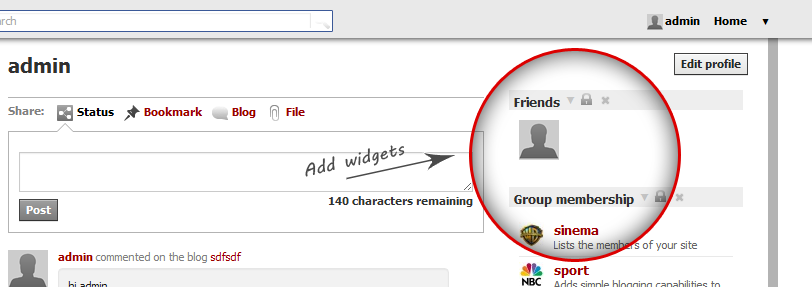 rch
admin Home ▼
admin
Edit profile
Share: Status Bookmark Blog File
Friends
Add widgets
140 characters remaining
Post
Group membership
sinema
Lists the members of your site
sport
NBC
Adds simple blogging capabilities to
admin commented on the blog sdfsdf
hi admin